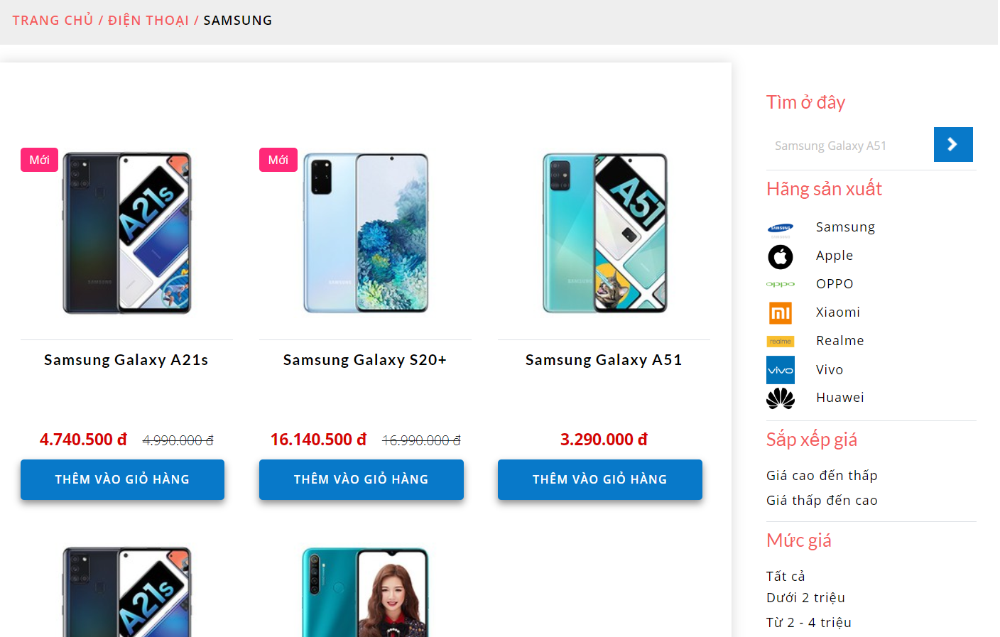 TRANG CHỦ / ĐIỆN THOẠI / SAMSUNG
Mới
A21s
SAMSUNG
Samsung Galaxy A21s
4.740.500 đ 4.990.000 đ
THÊM VÀO GIỎ HÀNG
Mới
SAMSUNG
Samsung Galaxy S20+
16.140.500 đ 16.990.000 đ
THÊM VÀO GIỎ HÀNG
A51
SAMSUNG
Samsung Galaxy A51
3.290.000 đ
THÊM VÀO GIỎ HÀNG
A21s
Tìm ở đây
Samsung Galaxy A51
Hãng sản xuất
SAMSUNG Samsung
Apple
oppo OPPO
mi Xiaomi
realme Realme
vivo Vivo
Huawei
Sắp xếp giá
Giá cao đến thấp
Giá thấp đến cao
Mức giá
Tất cả
Dưới 2 triệu
Từ 2 - 4 triệu